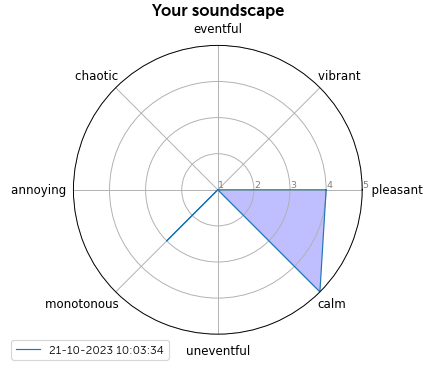 Your soundscape
eventful
chaotic
vibrant
annoying
1 2 3 4 5
pleasant
monotonous
calm
uneventful
21-10-2023 10:03:34